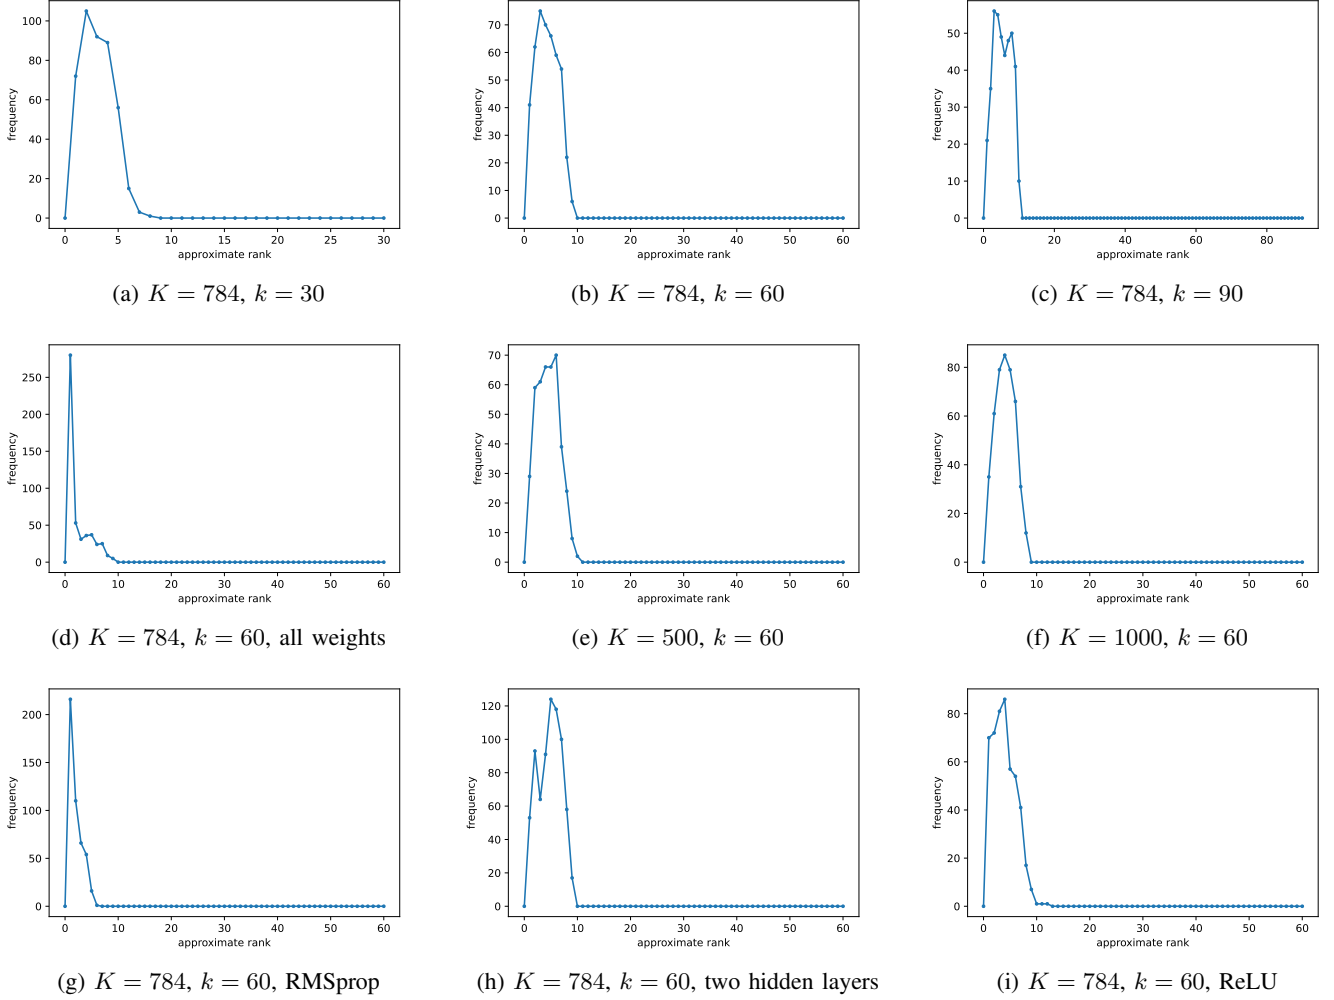 100
80
60
40
20
0
frequency
0 5 10 15 20 25 30
approximate rank
(a) K = 784, k = 30
70
60
50
40
30
20
10
0
frequency
0 10 20 30 40 50 60
approximate rank
(b) K = 784, k = 60
50
40
30
20
10
0
frequency
0 20 40 60 80
approximate rank
(c) K = 784, k = 90
250
200
150
100
50
0
frequency
0 10 20 30 40 50 60
approximate rank
(d) K = 784, k = 60, all weights
70
60
50
40
30
20
10
0
frequency
0 10 20 30 40 50 60
approximate rank
(e) K = 500, k = 60
80
60
40
20
0
frequency
0 10 20 30 40 50 60
approximate rank
(f) K = 1000, k = 60
200
150
100
50
0
frequency
0 10 20 30 40 50 60
approximate rank
(g) K = 784, k = 60, RMSprop
120
100
80
60
40
20
0
frequency
0 10 20 30 40 50 60
approximate rank
(h) K = 784, k = 60, two hidden layers
80
60
40
20
0
frequency
0 10 20 30 40 50 60
approximate rank
(i) K = 784, k = 60, ReLU